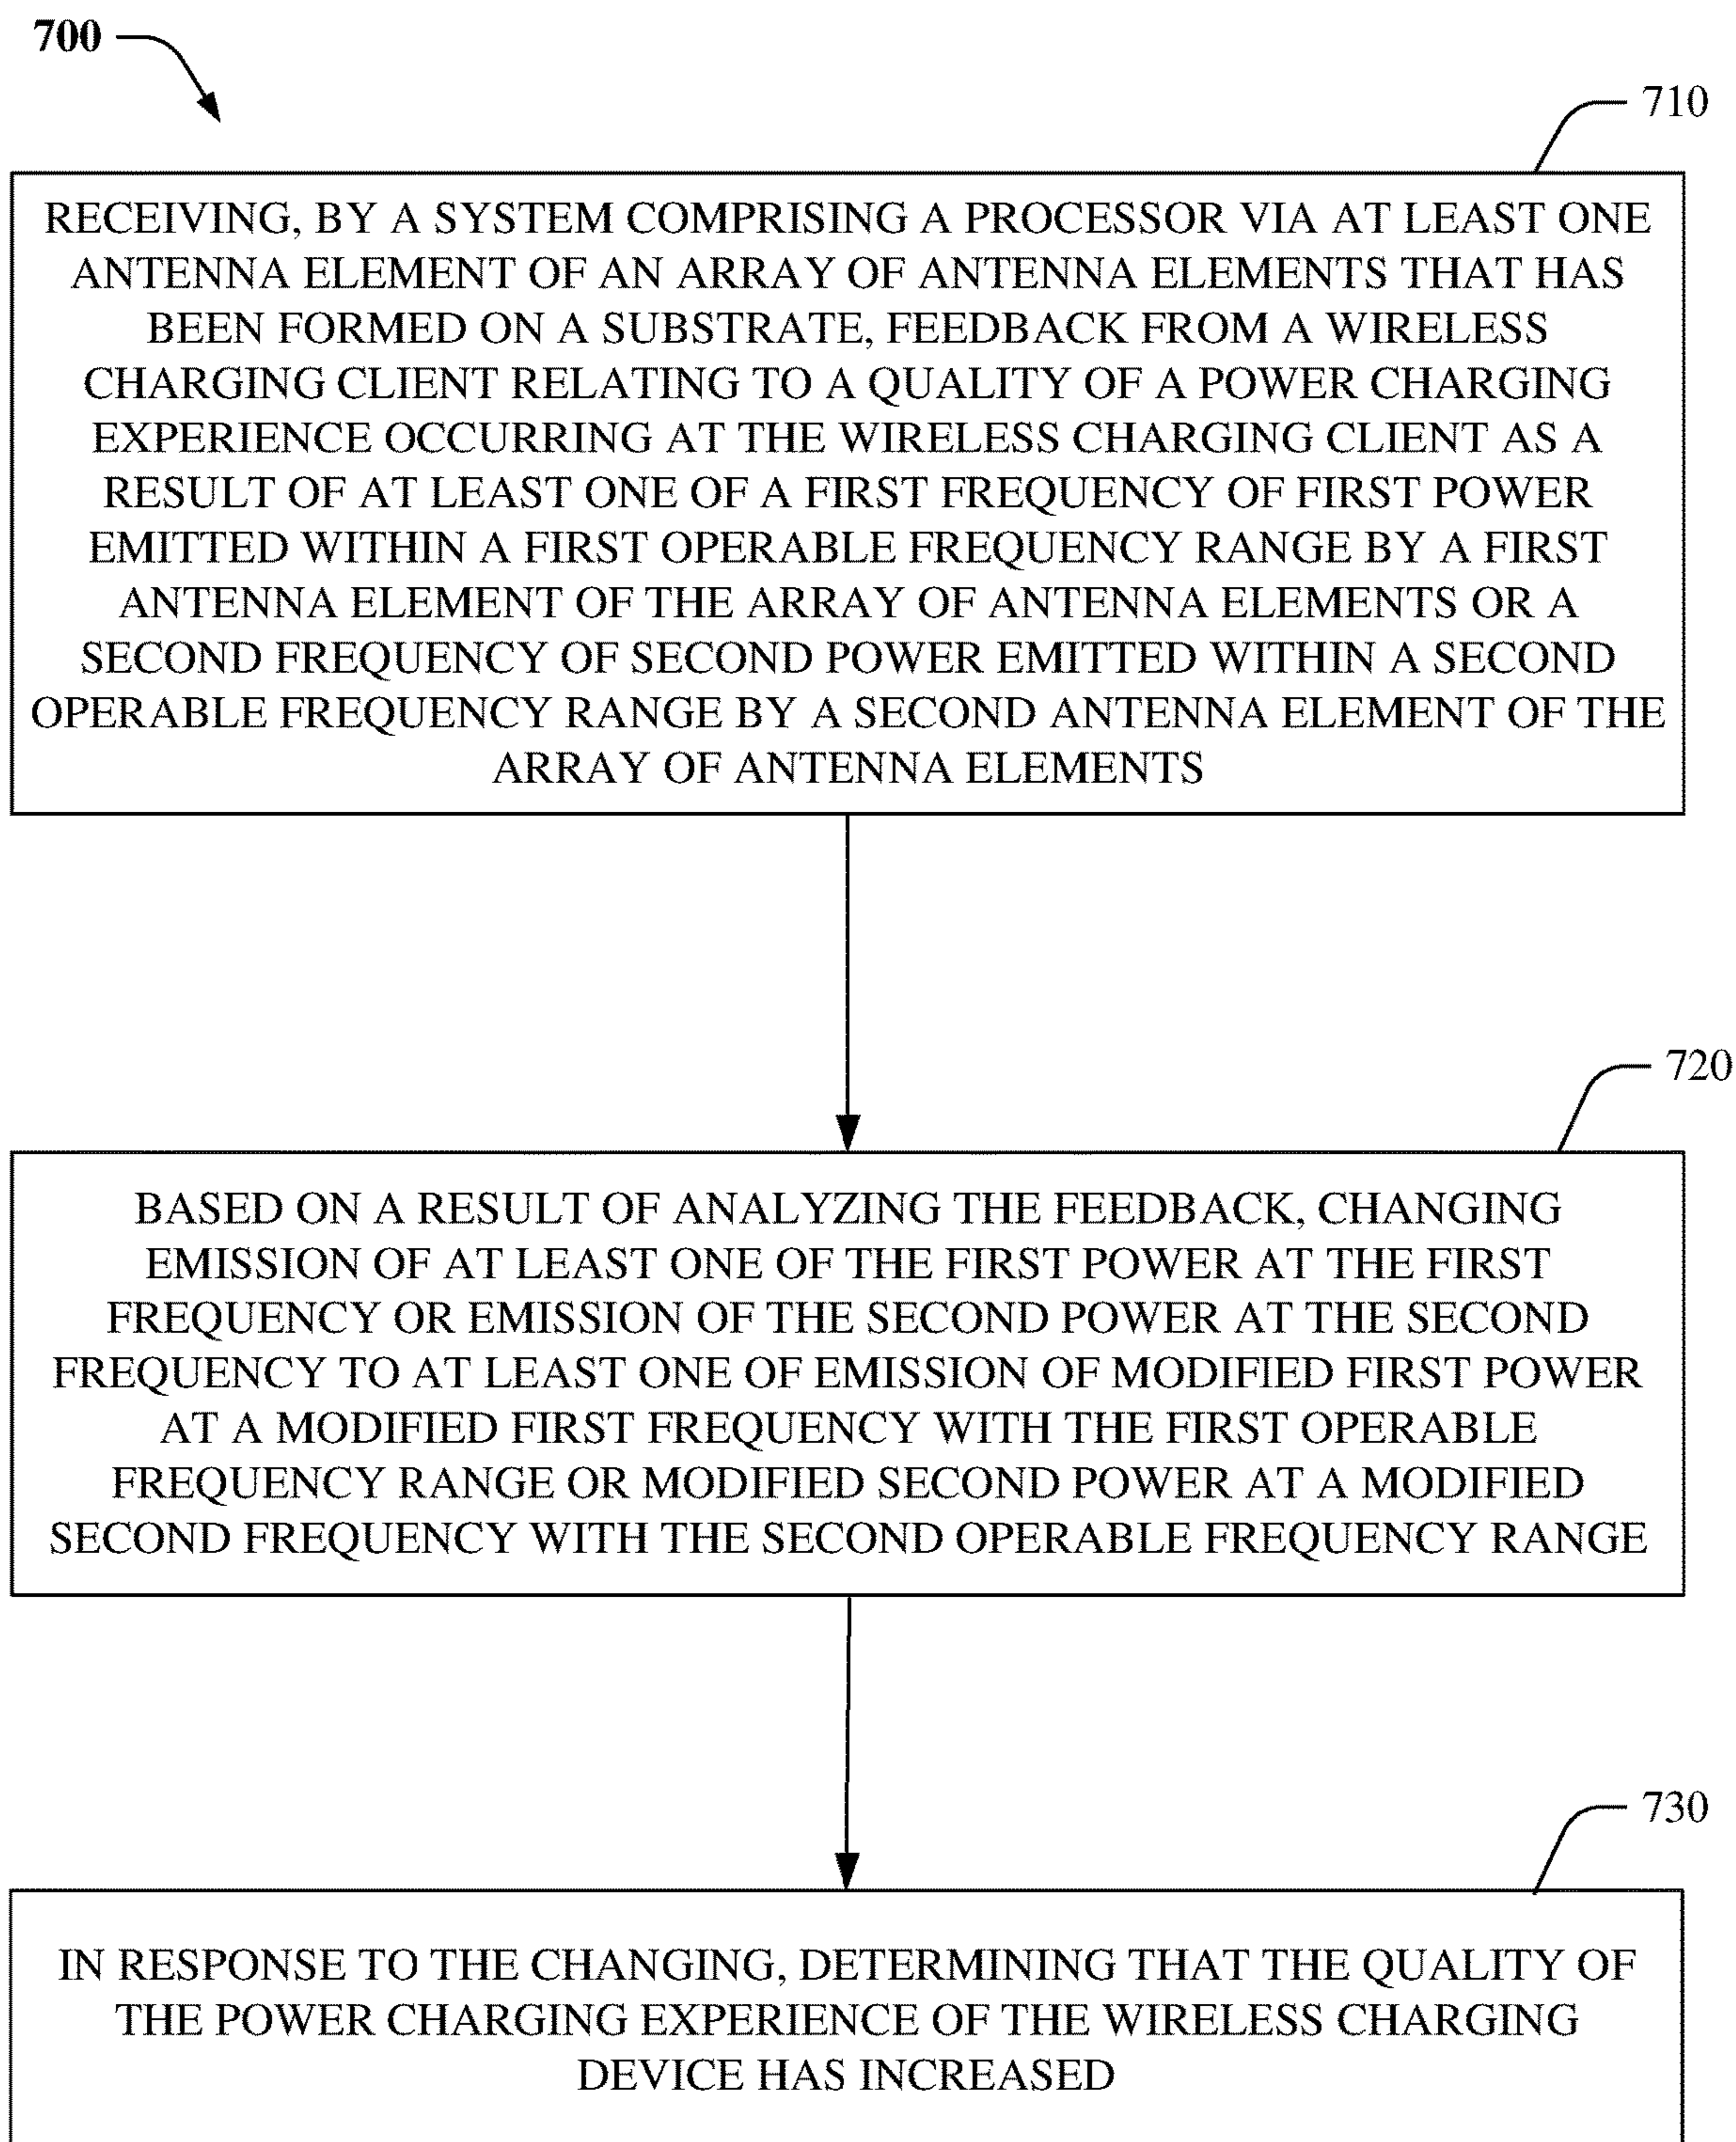 700
710
RECEIVING, BY A SYSTEM COMPRISING A PROCESSOR VIA AT LEAST ONE
ANTENNA ELEMENT OF AN ARRAY OF ANTENNA ELEMENTS THAT HAS
BEEN FORMED ON A SUBSTRATE, FEEDBACK FROM A WIRELESS
CHARGING CLIENT RELATING TO A QUALITY OF A POWER CHARGING
EXPERIENCE OCCURRING AT THE WIRELESS CHARGING CLIENT AS A
RESULT OF AT LEAST ONE OF A FIRST FREQUENCY OF FIRST POWER
EMITTED WITHIN A FIRST OPERABLE FREQUENCY RANGE BY A FIRST
ANTENNA ELEMENT OF THE ARRAY OF ANTENNA ELEMENTS OR A
SECOND FREQUENCY OF SECOND POWER EMITTED WITHIN A SECOND
OPERABLE FREQUENCY RANGE BY A SECOND ANTENNA ELEMENT OF THE
ARRAY OF ANTENNA ELEMENTS
720
BASED ON A RESULT OF ANALYZING THE FEEDBACK, CHANGING
EMISSION OF AT LEAST ONE OF THE FIRST POWER AT THE FIRST
FREQUENCY OR EMISSION OF THE SECOND POWER AT THE SECOND
FREQUENCY TO AT LEAST ONE OF EMISSION OF MODIFIED FIRST POWER
AT A MODIFIED FIRST FREQUENCY WITH THE FIRST OPERABLE
FREQUENCY RANGE OR MODIFIED SECOND POWER AT A MODIFIED
SECOND FREQUENCY WITH THE SECOND OPERABLE FREQUENCY RANGE
730
IN RESPONSE TO THE CHANGING, DETERMINING THAT THE QUALITY OF
THE POWER CHARGING EXPERIENCE OF THE WIRELESS CHARGING
DEVICE HAS INCREASED